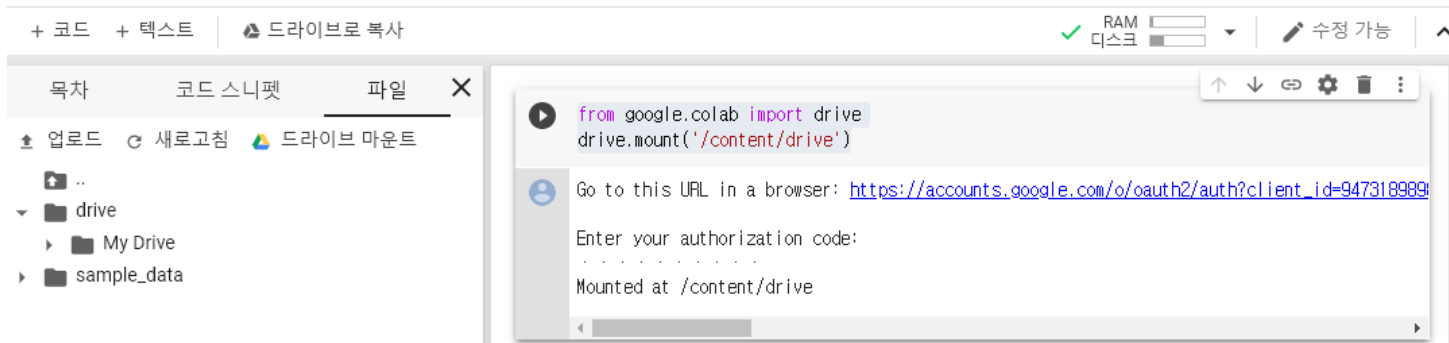 + 코드 + 텍스트 드라이브로 복사 RAM 디스크 수정 가능
목차 코드 스니펫 파일
업로드 새로고침 드라이브 마운트
..
drive
My Drive
sample_data
from google.colab import drive
drive.mount('/content/drive')
Go to this URL in a browser: https://accounts.google.com/o/oauth2/auth?client_id=947318989
Enter your authorization code:
··········
Mounted at /content/drive